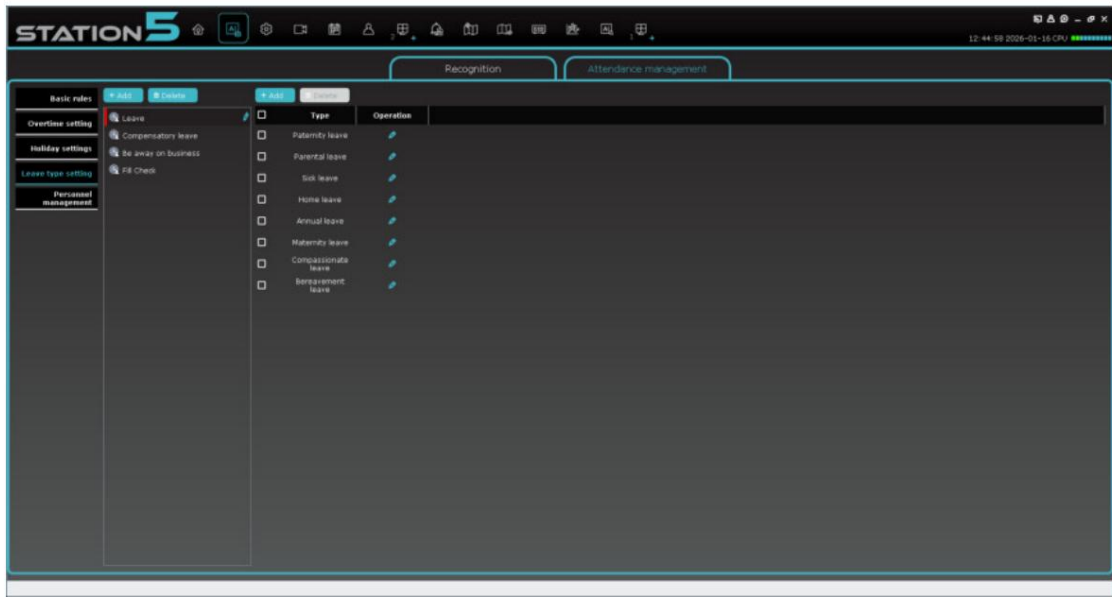 STATION 5
12:44:59 2026-01-16 CPU
Recognition
Attendance management
Basic rules
Overtime setting
Holiday settings
Leave type setting
Personnel
management
+ Add
Delete
Leave
Compensatory leave
Be away on business
Fill Check
+ Add
Delete
Type Operation
Paternity leave
Parental leave
Sick leave
Home leave
Annual leave
Maternity leave
Compassionate
leave
Bereavement
leave